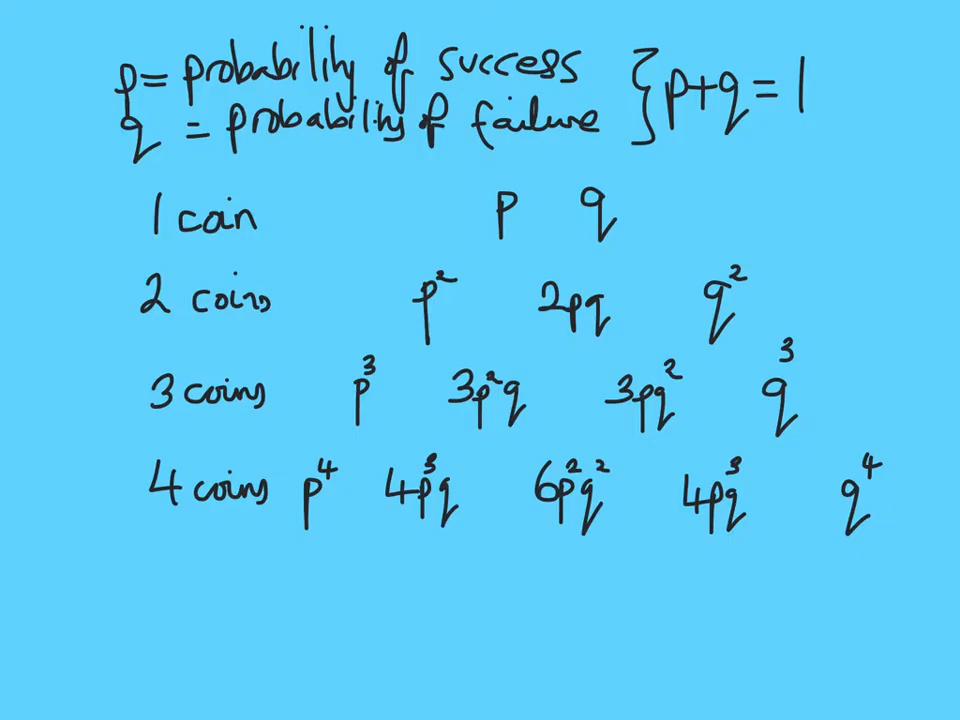 p = probability of success } p+q = 1
q = probability of failure
1 coin p q
2 coins p² 2pq q²
3 coins p³ 3p²q 3pq² q³
4 coins p⁴ 4p³q 6p²q² 4pq³ q⁴